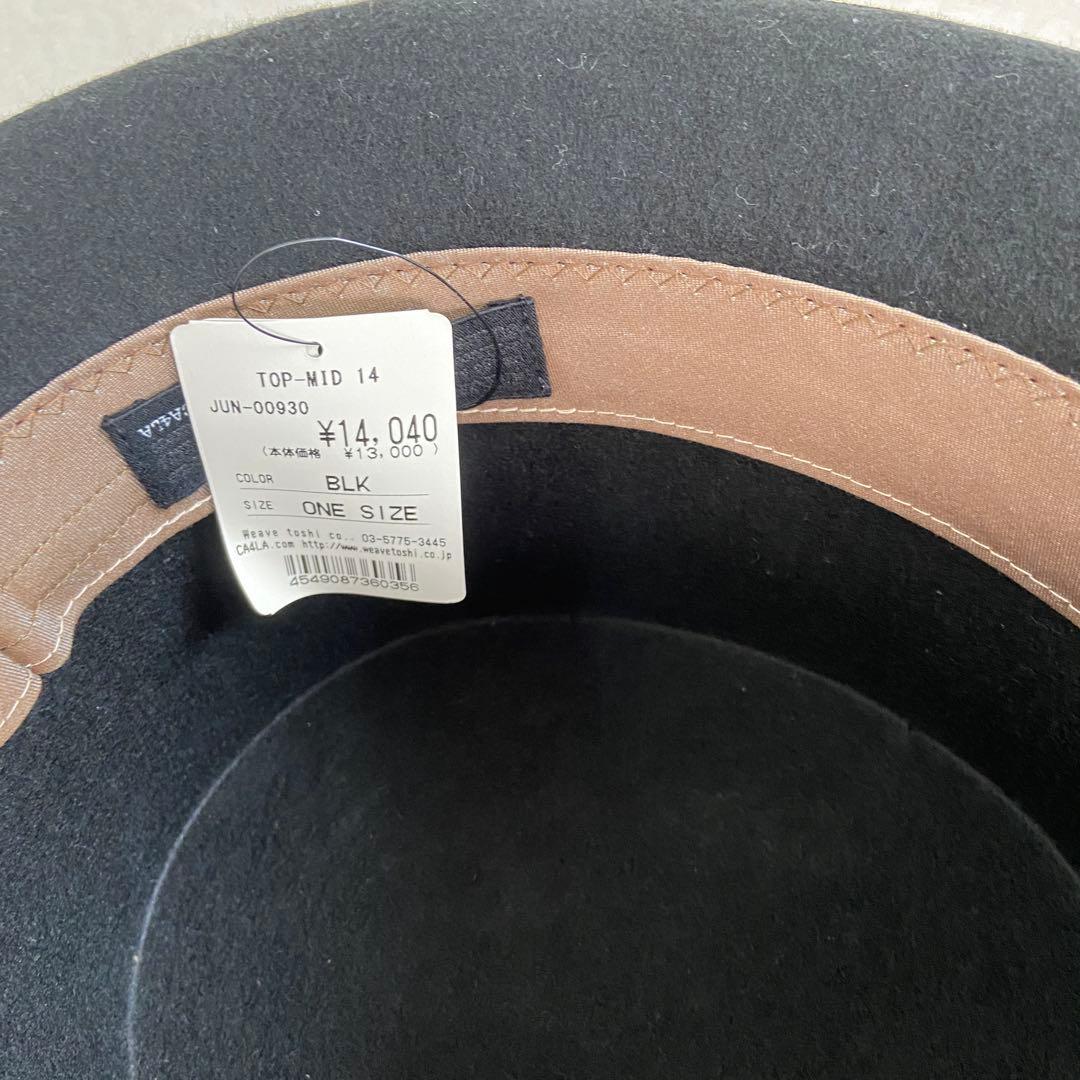 TOP-MID 14
JUN-00930
¥14,040
(本体価格 ¥13,000)
COLOR BLK
SIZE ONE SIZE
Weave toshi co.. 03-5775-3445
CA4LA.com http://www.weavetoshi.co.jp
4549087360356
CA4LA